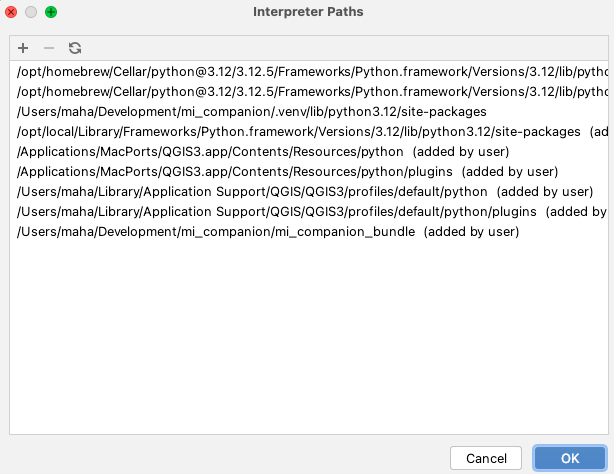 Interpreter Paths
/opt/homebrew/Cellar/python@3.12/3.12.5/Frameworks/Python.framework/Versions/3.12/lib/pytho
/opt/homebrew/Cellar/python@3.12/3.12.5/Frameworks/Python.framework/Versions/3.12/lib/pytho
/Users/maha/Development/mi_companion/.venv/lib/python3.12/site-packages
/opt/local/Library/Frameworks/Python.framework/Versions/3.12/lib/python3.12/site-packages (ad
/Applications/MacPorts/QGIS3.app/Contents/Resources/python (added by user)
/Applications/MacPorts/QGIS3.app/Contents/Resources/python/plugins (added by user)
/Users/maha/Library/Application Support/QGIS/QGIS3/profiles/default/python (added by user)
/Users/maha/Library/Application Support/QGIS/QGIS3/profiles/default/python/plugins (added by
/Users/maha/Development/mi_companion/mi_companion_bundle (added by user)
Cancel OK